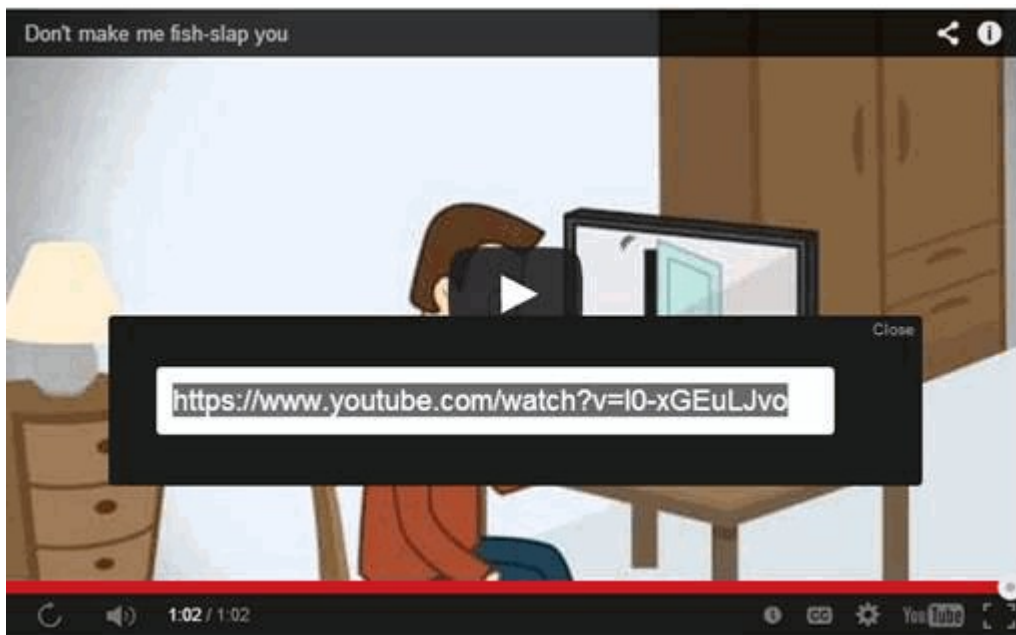 Don't make me fish-slap you
Close
https://www.youtube.com/watch?v=l0-xGEuLJvo
1:02 / 1:02
CC
YouTube